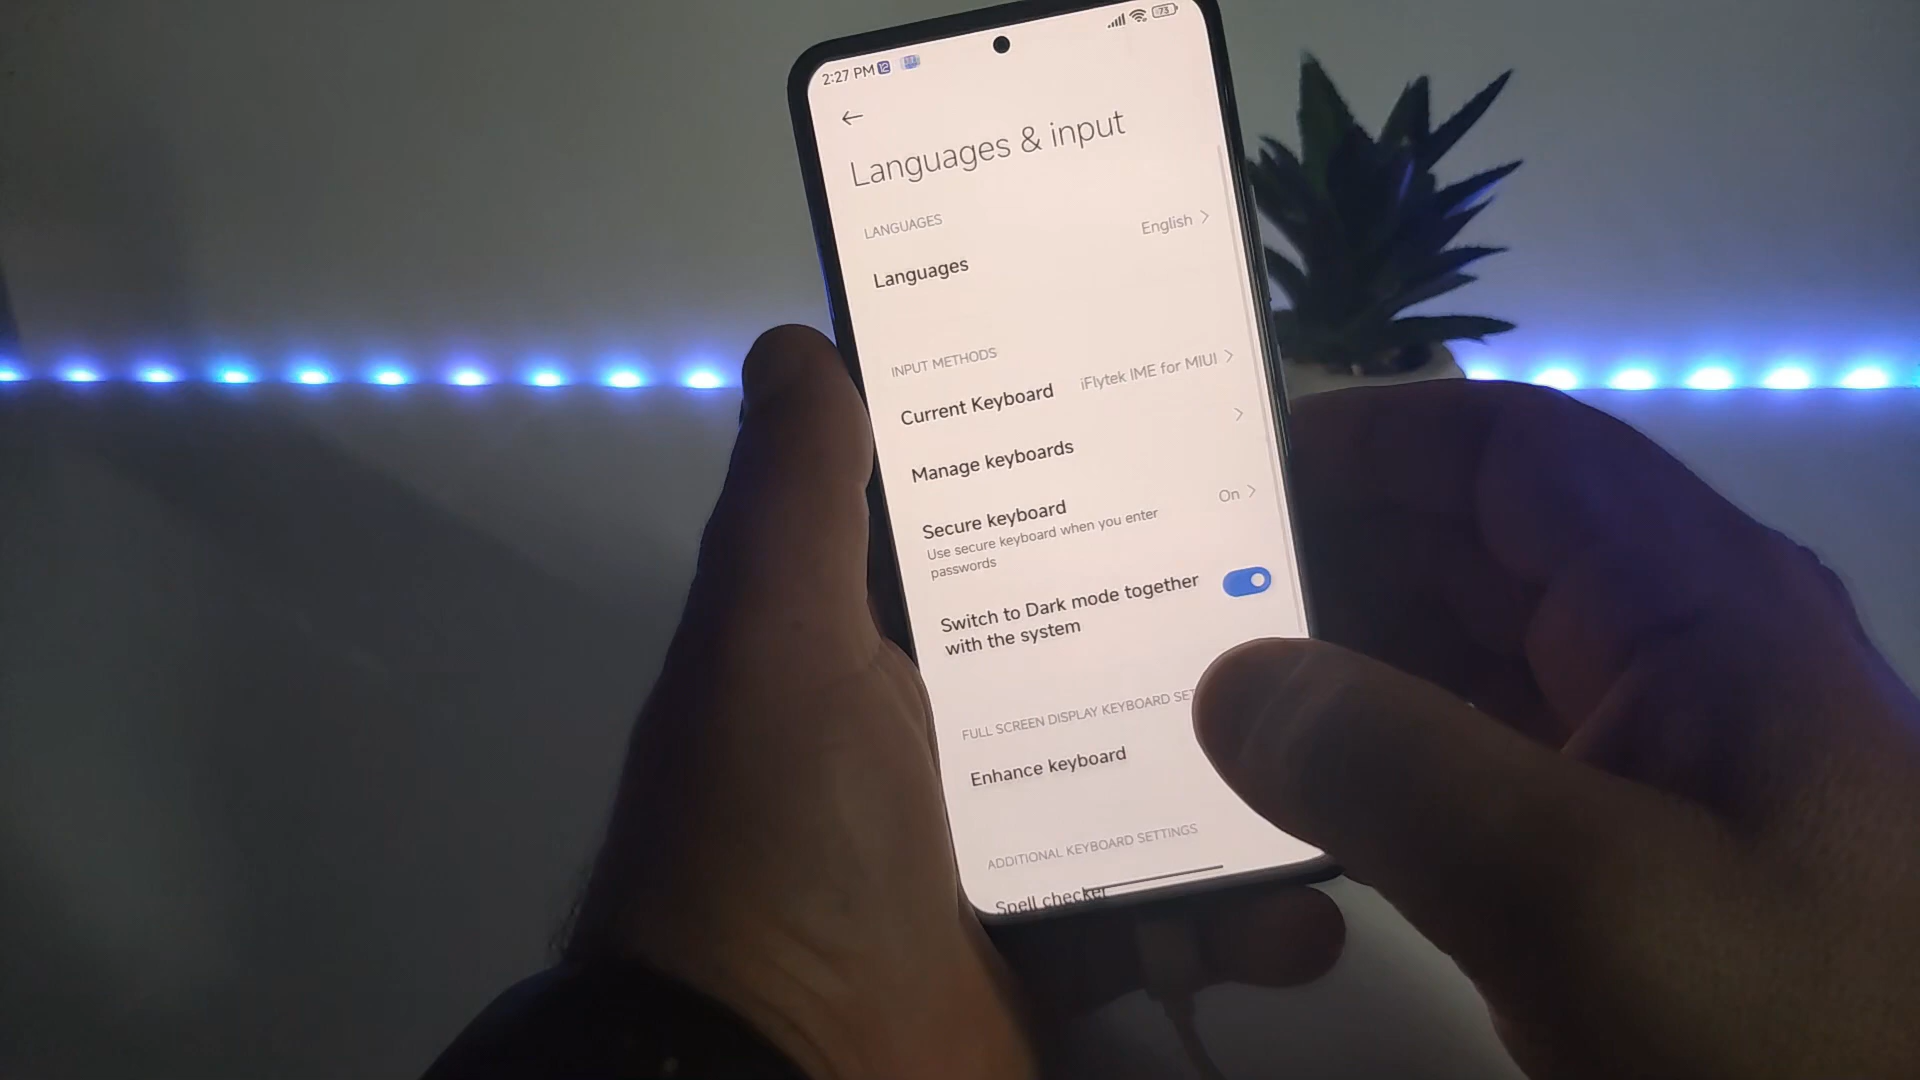 2:27 PM 12
73
Languages & input
LANGUAGES
Languages
English
INPUT METHODS
Current Keyboard
iFlytek IME for MIUI
Manage keyboards
Secure keyboard
On
Use secure keyboard when you enter
passwords
Switch to Dark mode together
with the system
FULL SCREEN DISPLAY KEYBOARD
Enhance keyboard
ADDITIONAL KEYBOARD SETTINGS
Spell checker